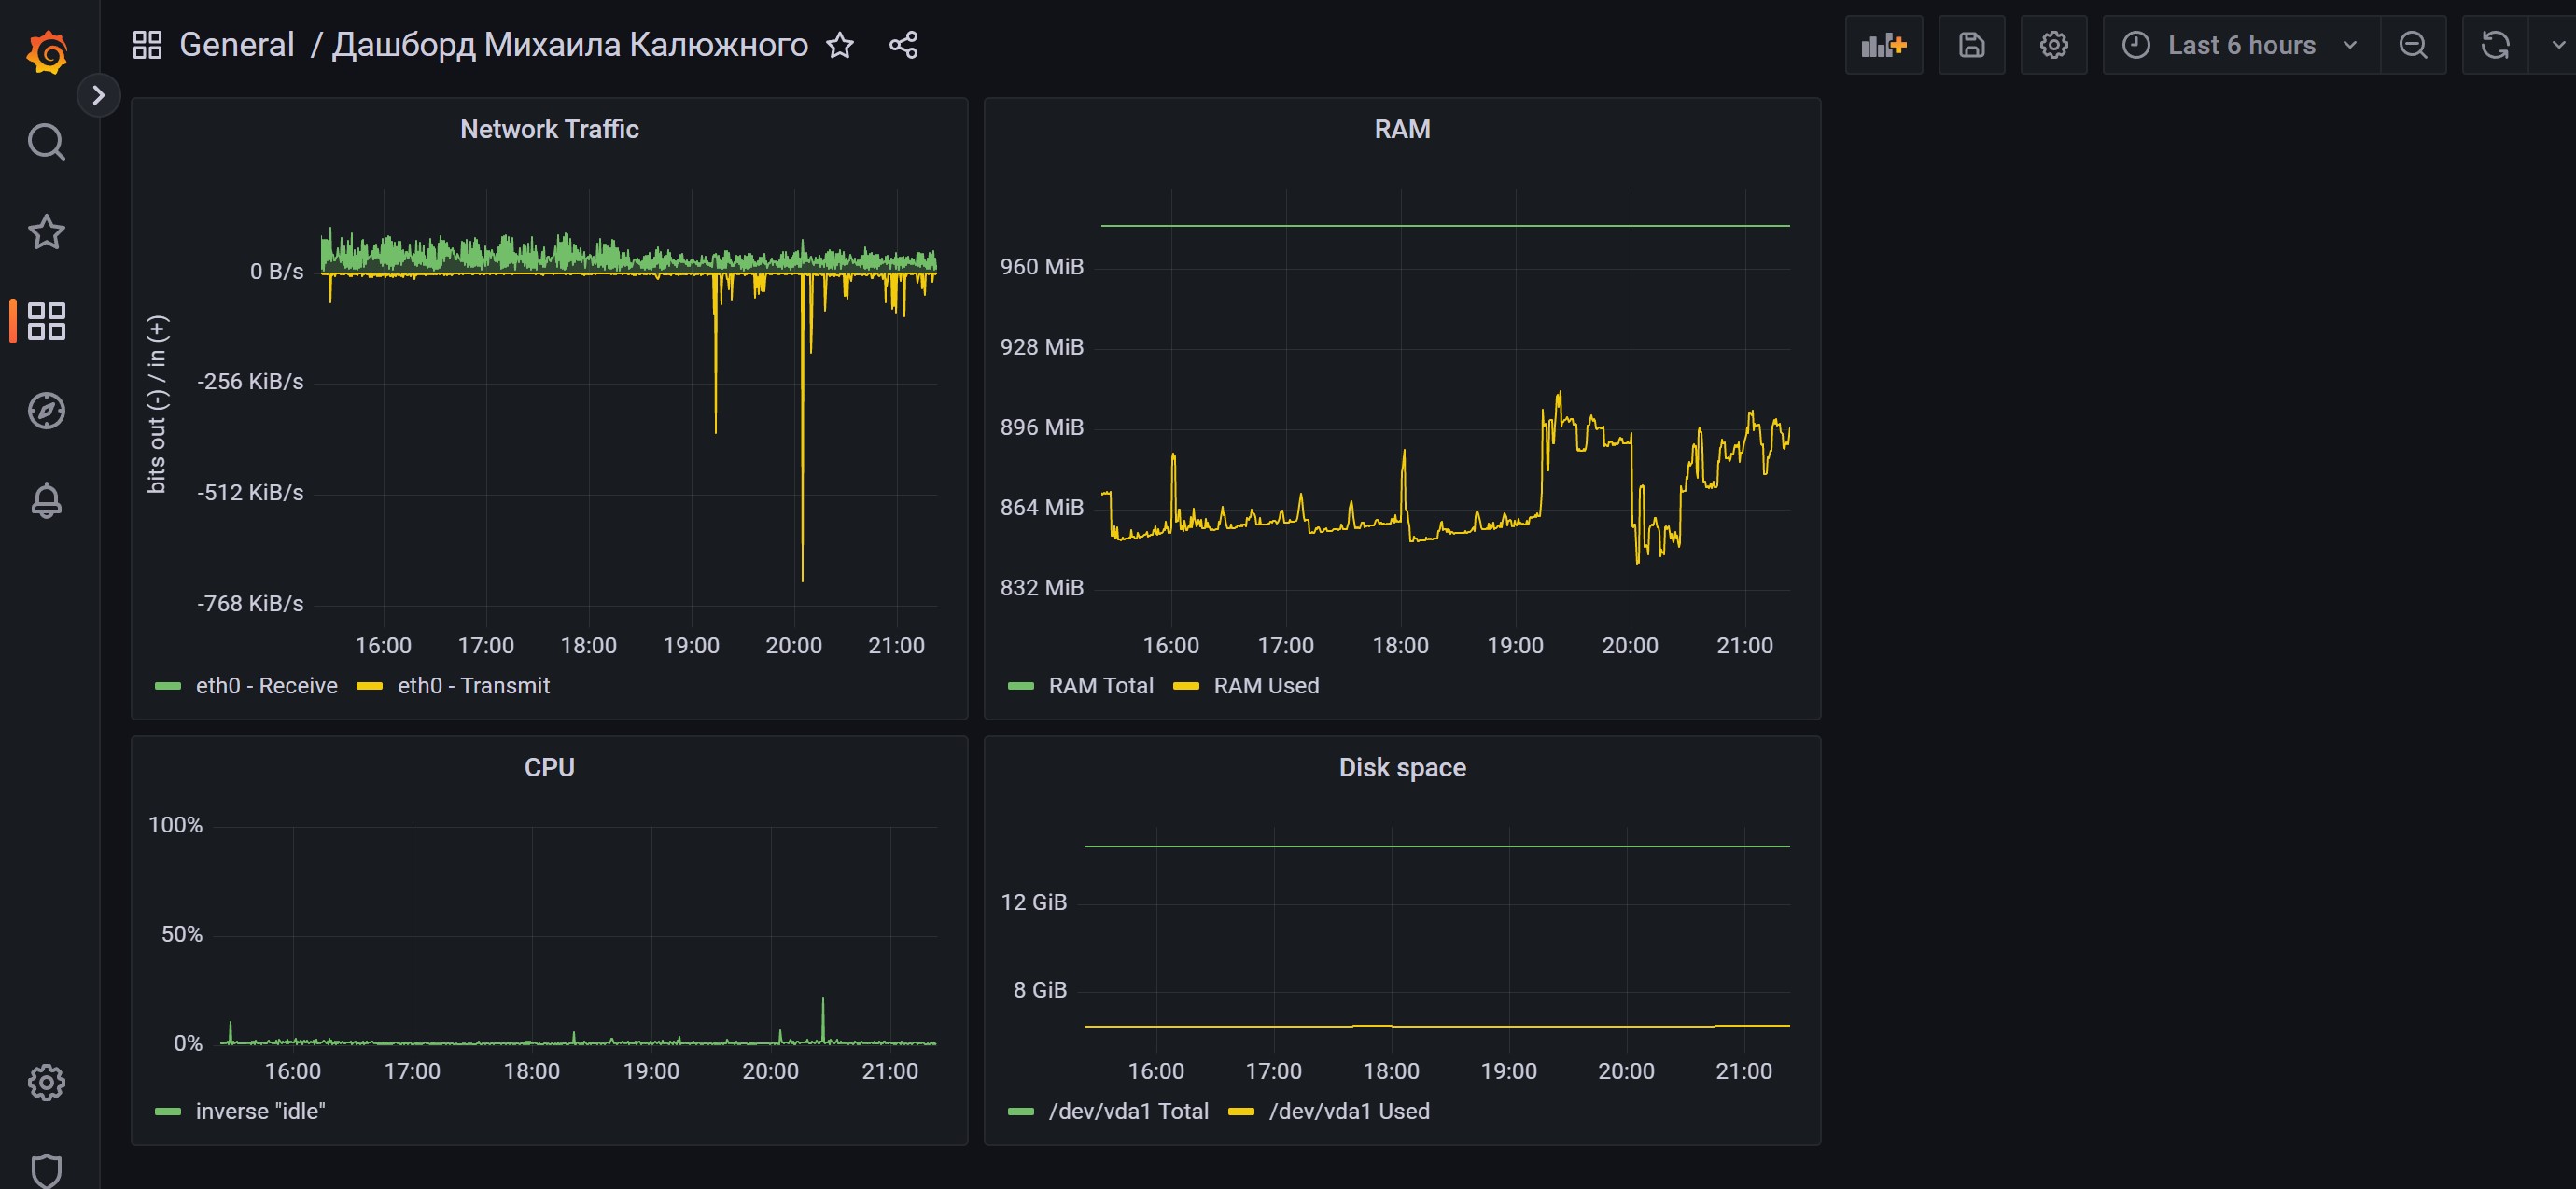 General / Дашборд Михаила Калюжного
Last 6 hours
Network Traffic
bits out (-) / in (+)
0 B/s
-256 KiB/s
-512 KiB/s
-768 KiB/s
16:00 17:00 18:00 19:00 20:00 21:00
eth0 - Receive eth0 - Transmit
RAM
960 MiB
928 MiB
896 MiB
864 MiB
832 MiB
16:00 17:00 18:00 19:00 20:00 21:00
RAM Total RAM Used
CPU
100%
50%
0%
16:00 17:00 18:00 19:00 20:00 21:00
inverse "idle"
Disk space
12 GiB
8 GiB
16:00 17:00 18:00 19:00 20:00 21:00
/dev/vda1 Total /dev/vda1 Used